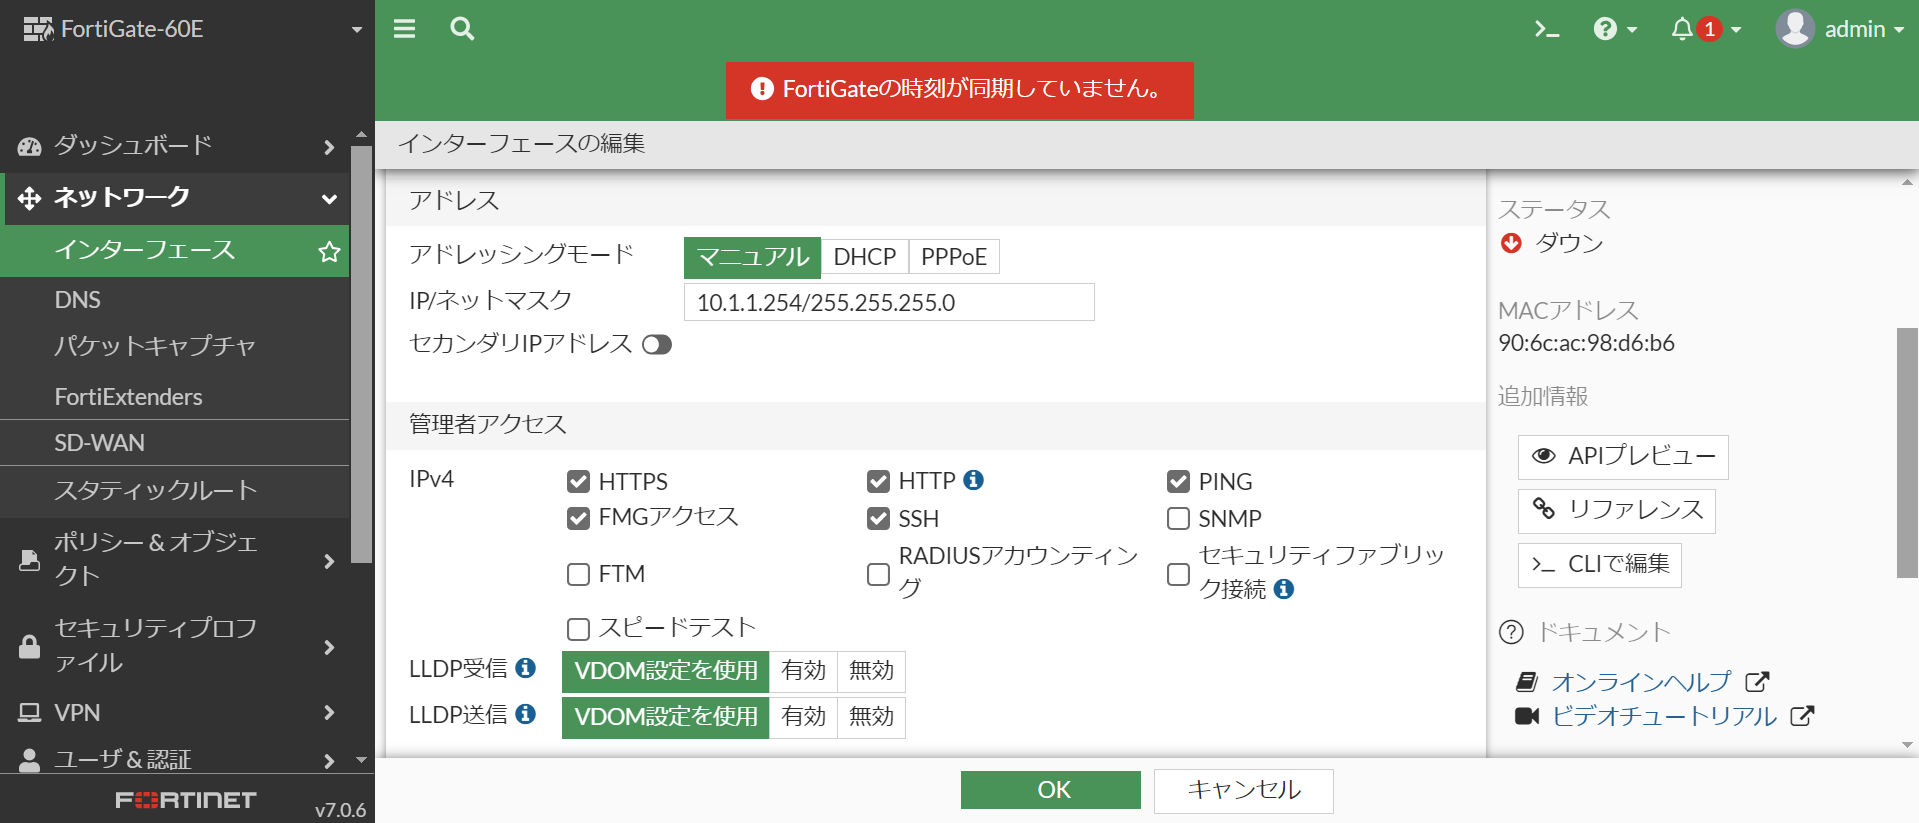 FortiGate-60E
1
admin
FortiGateの時刻が同期していません。
ダッシュボード
ネットワーク
インターフェース
DNS
パケットキャプチャ
FortiExtenders
SD-WAN
スタティックルート
ポリシー & オブジェ
クト
セキュリティプロフ
ァイル
VPN
ユーザ & 認証
FORTINET
v7.0.6
インターフェースの編集
アドレス
アドレッシングモード
マニュアル DHCP PPPoE
IP/ネットマスク
10.1.1.254/255.255.255.0
セカンダリIPアドレス
管理者アクセス
IPv4
HTTPS
HTTP
PING
FMGアクセス
SSH
SNMP
FTM
RADIUSアカウンティン
グ
セキュリティファブリッ
ク接続
スピードテスト
LLDP受信
VDOM設定を使用 有効 無効
LLDP送信
VDOM設定を使用 有効 無効
OK
キャンセル
ステータス
ダウン
MACアドレス
90:6c:ac:98:d6:b6
追加情報
APIプレビュー
リファレンス
CLIで編集
ドキュメント
オンラインヘルプ
ビデオチュートリアル